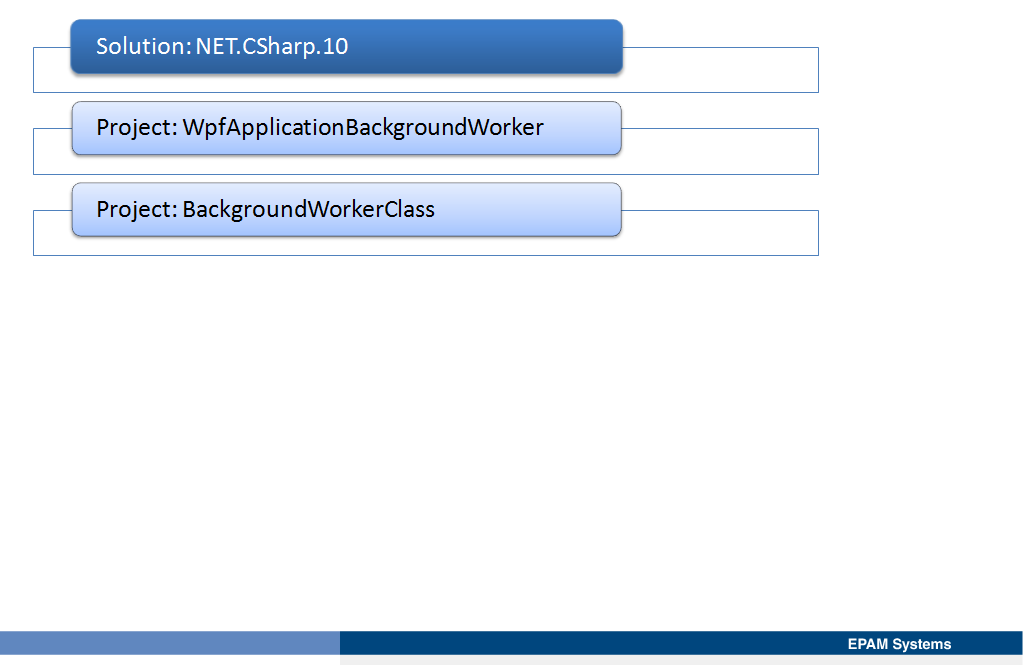 Solution: NET.CSharp.10
Project: WpfApplicationBackgroundWorker
Project: BackgroundWorkerClass
EPAM Systems